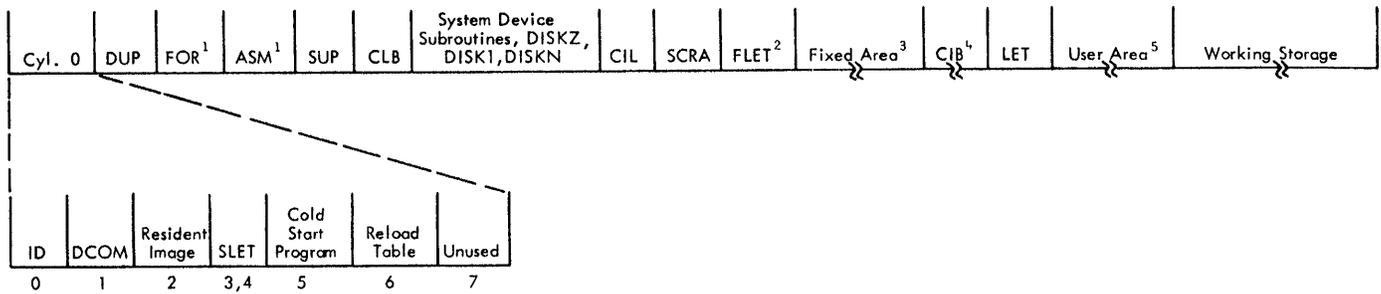 Cyl. 0
DUP
FOR¹
ASM¹
SUP
CLB
System Device
Subroutines, DISKZ,
DISK1, DISKN
CIL
SCRA
FLET²
Fixed Area³
CIB⁴
LET
User Area⁵
Working Storage
ID
DCOM
Resident
Image
SLET
Cold
Start
Program
Reload
Table
Unused
0 1 2 3,4 5 6 7